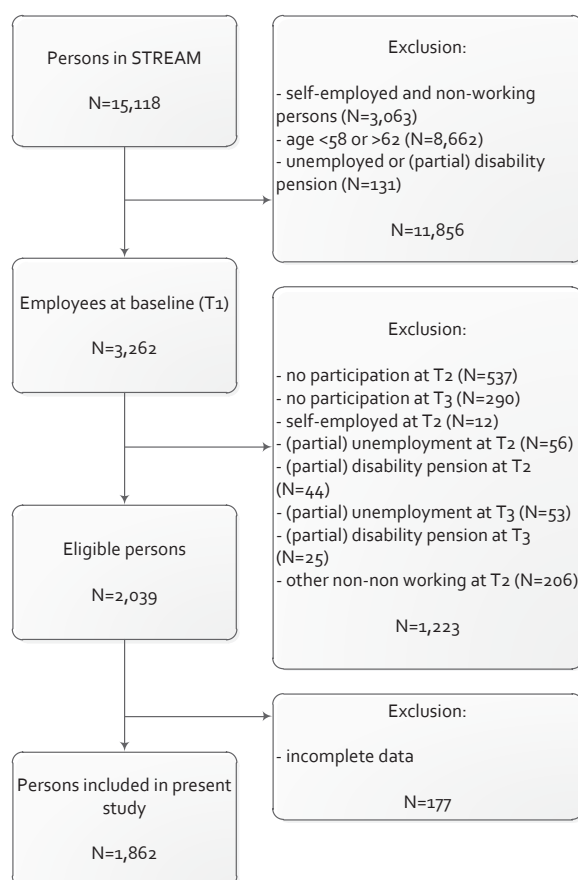 Persons in STREAM
N=15,118
Exclusion:
- self-employed and non-working
persons (N=3,063)
- age <58 or >62 (N=8,662)
- unemployed or (partial) disability
pension (N=131)
N=11,856
Employees at baseline (T1)
N=3,262
Exclusion:
- no participation at T2 (N=537)
- no participation at T3 (N=290)
- self-employed at T2 (N=12)
- (partial) unemployment at T2 (N=56)
- (partial) disability pension at T2
(N=44)
- (partial) unemployment at T3 (N=53)
- (partial) disability pension at T3
(N=25)
- other non-non working at T2 (N=206)
N=1,223
Eligible persons
N=2,039
Exclusion:
- incomplete data
N=177
Persons included in present
study
N=1,862